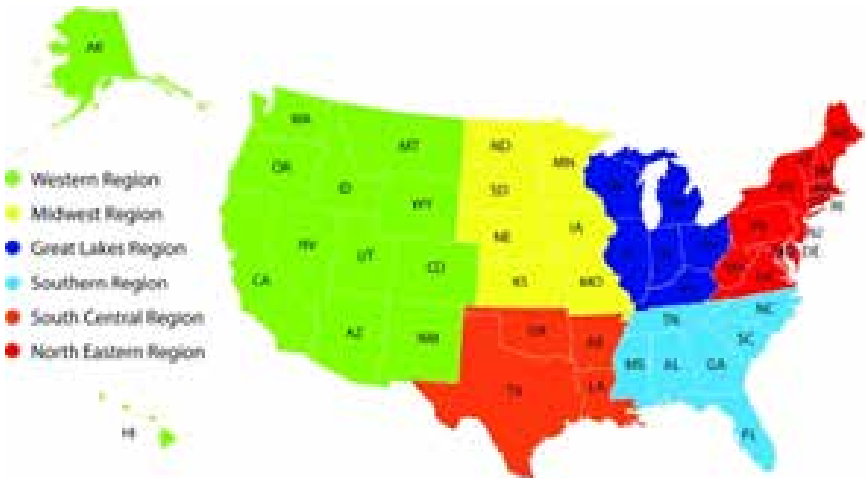 AK
WA
MT
ND
MN
OR
ID
SD
WY
WI
RI
NJ
DE
IA
NE
NV
UT
CO
CA
KS
MO
AZ
NM
OK
AR
TN
NC
SC
MS
AL
GA
TX
LA
FL
HI
Western Region
Midwest Region
Great Lakes Region
Southern Region
South Central Region
North Eastern Region